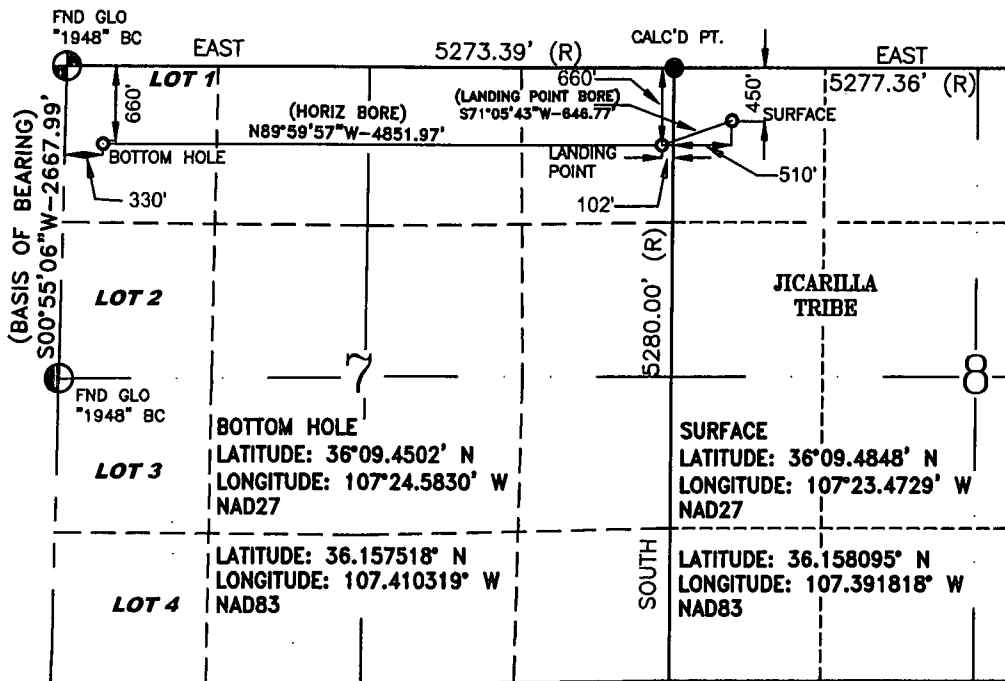 FND GLO
"1948" BC
EAST
5273.39' (R)
CALC'D PT.
EAST
5277.36' (R)
LOT 1
660'
660'
450'
(HORIZ BORE)
N89°59'57"W-4851.97'
(LANDING POINT BORE)
S71°05'43"W-646.77'
SURFACE
BOTTOM HOLE
LANDING
POINT
330'
102'
510'
(BASIS OF BEARING)
S00°55'06"W-2667.99'
LOT 2
5280.00' (R)
JICARILLA
TRIBE
7
8
FND GLO
"1948" BC
LOT 3
BOTTOM HOLE
LATITUDE: 36°09.4502' N
LONGITUDE: 107°24.5830' W
NAD27
SURFACE
LATITUDE: 36°09.4848' N
LONGITUDE: 107°23.4729' W
NAD27
LOT 4
LATITUDE: 36.157518° N
LONGITUDE: 107.410319° W
NAD83
SOUTH
LATITUDE: 36.158095° N
LONGITUDE: 107.391818° W
NAD83